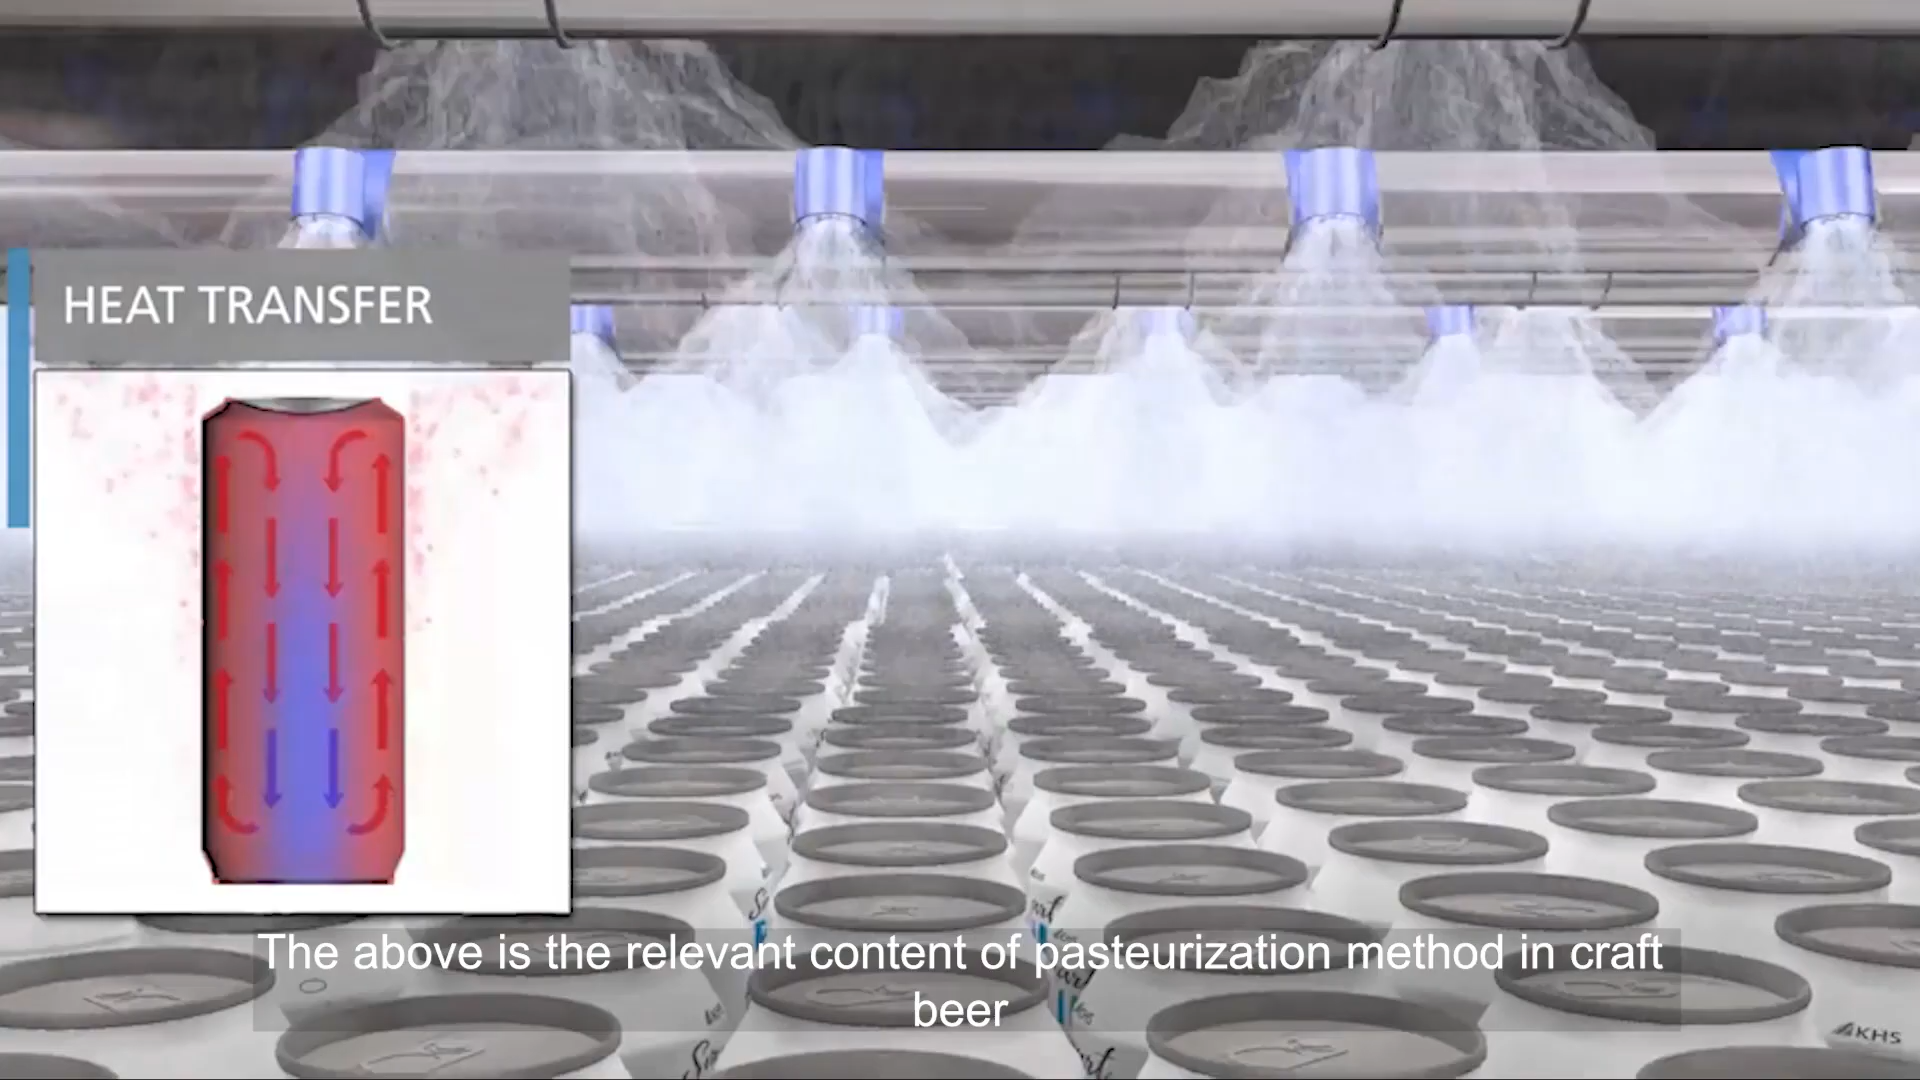 HEAT TRANSFER
The above is the relevant content of pasteurization method in craft
beer
KHS